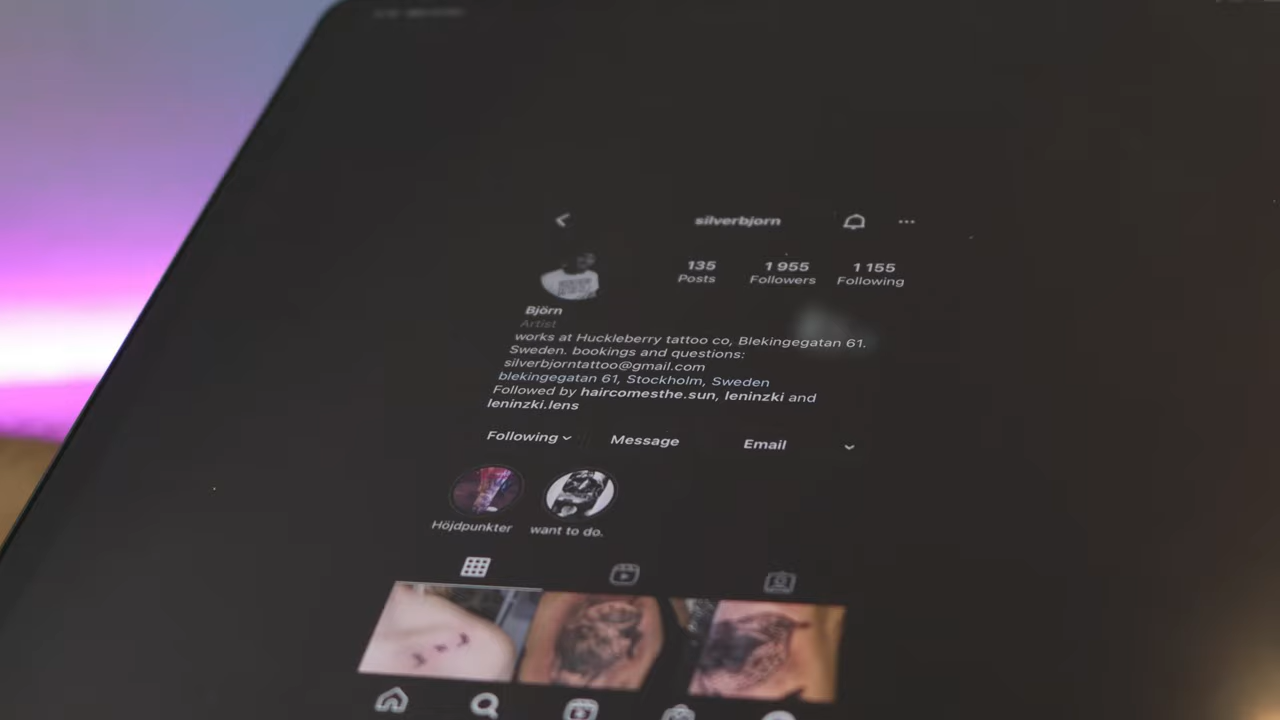 silverbjorn
135 1 955 1 155
Posts Followers Following
Björn
Artist
works at Huckleberry tattoo co, Blekingegatan 61.
Sweden. bookings and questions:
silverbjorntattoo@gmail.com
blekingegatan 61, Stockholm, Sweden
Followed by haircomesthe.sun, leninzki and
leninzki.lens
Following Message Email
Höjdpunkter want to do.